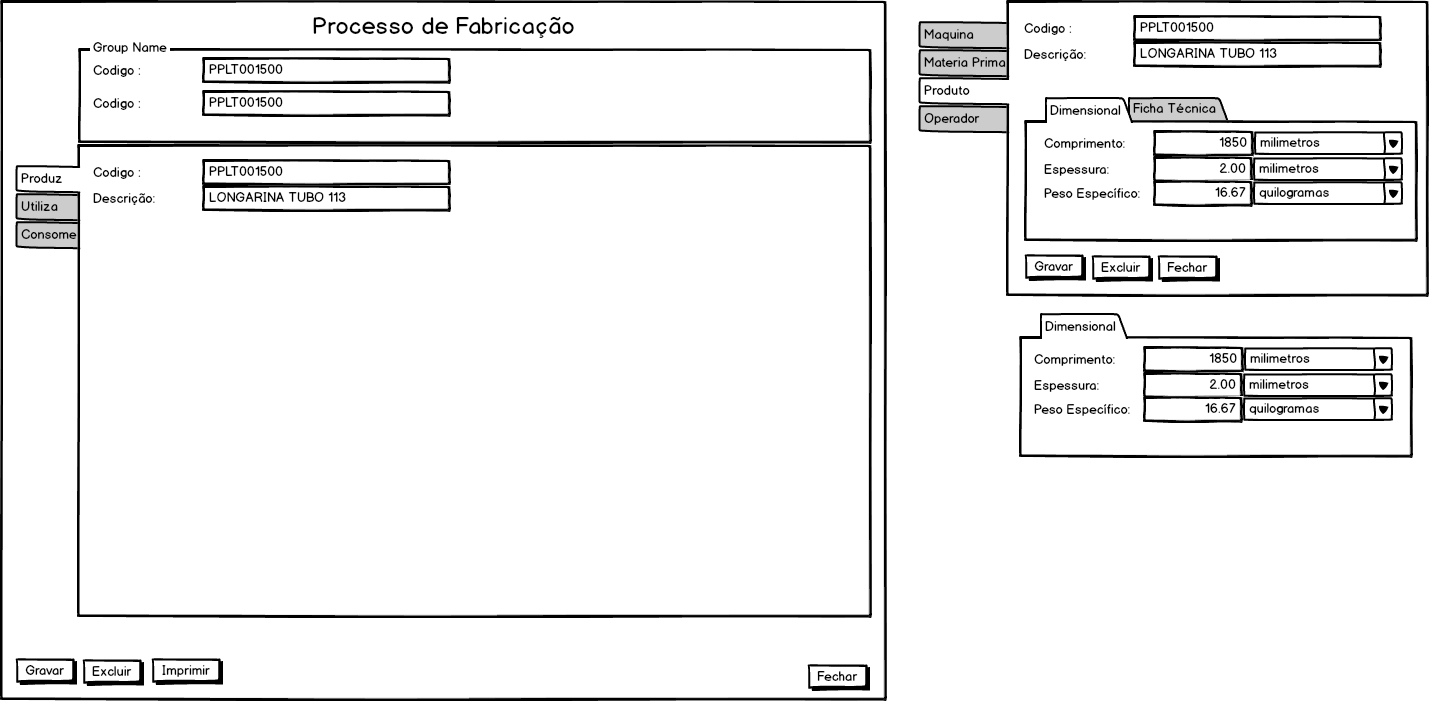 Processo de Fabricação
Group Name
Codigo : PPLT001500
Codigo : PPLT001500
Produz
Utiliza
Consome
Codigo : PPLT001500
Descrição: LONGARINA TUBO 113
Gravar Excluir Imprimir Fechar
Maquina
Materia Prima
Produto
Operador
Codigo : PPLT001500
Descrição: LONGARINA TUBO 113
Dimensional Ficha Técnica
Comprimento: 1850 milimetros
Espessura: 2.00 milimetros
Peso Específico: 16.67 quilogramas
Gravar Excluir Fechar
Dimensional
Comprimento: 1850 milimetros
Espessura: 2.00 milimetros
Peso Específico: 16.67 quilogramas